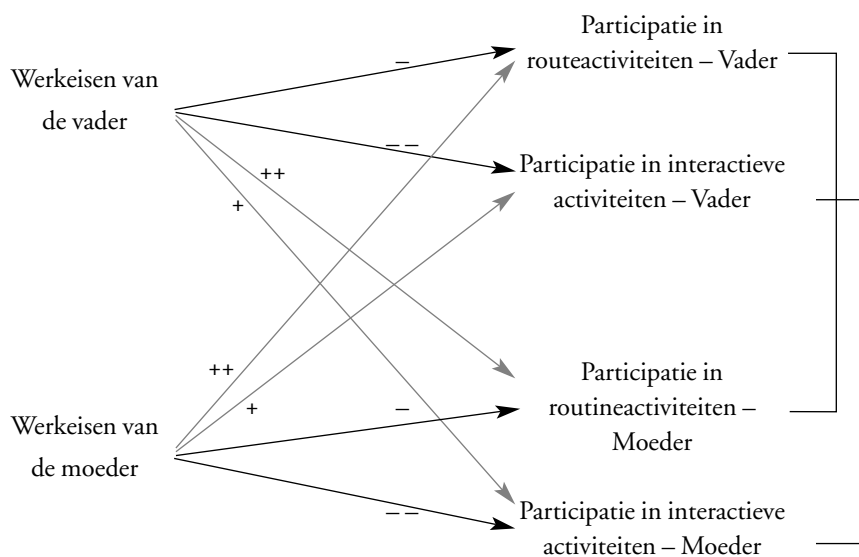 Participatie in
routeactiviteiten – Vader
Werkeisen van
de vader
–
– –
Participatie in interactieve
activiteiten – Vader
++
+
++
+
Participatie in
routineactiviteiten –
Moeder
–
Werkeisen van
de moeder
– –
Participatie in interactieve
activiteiten – Moeder